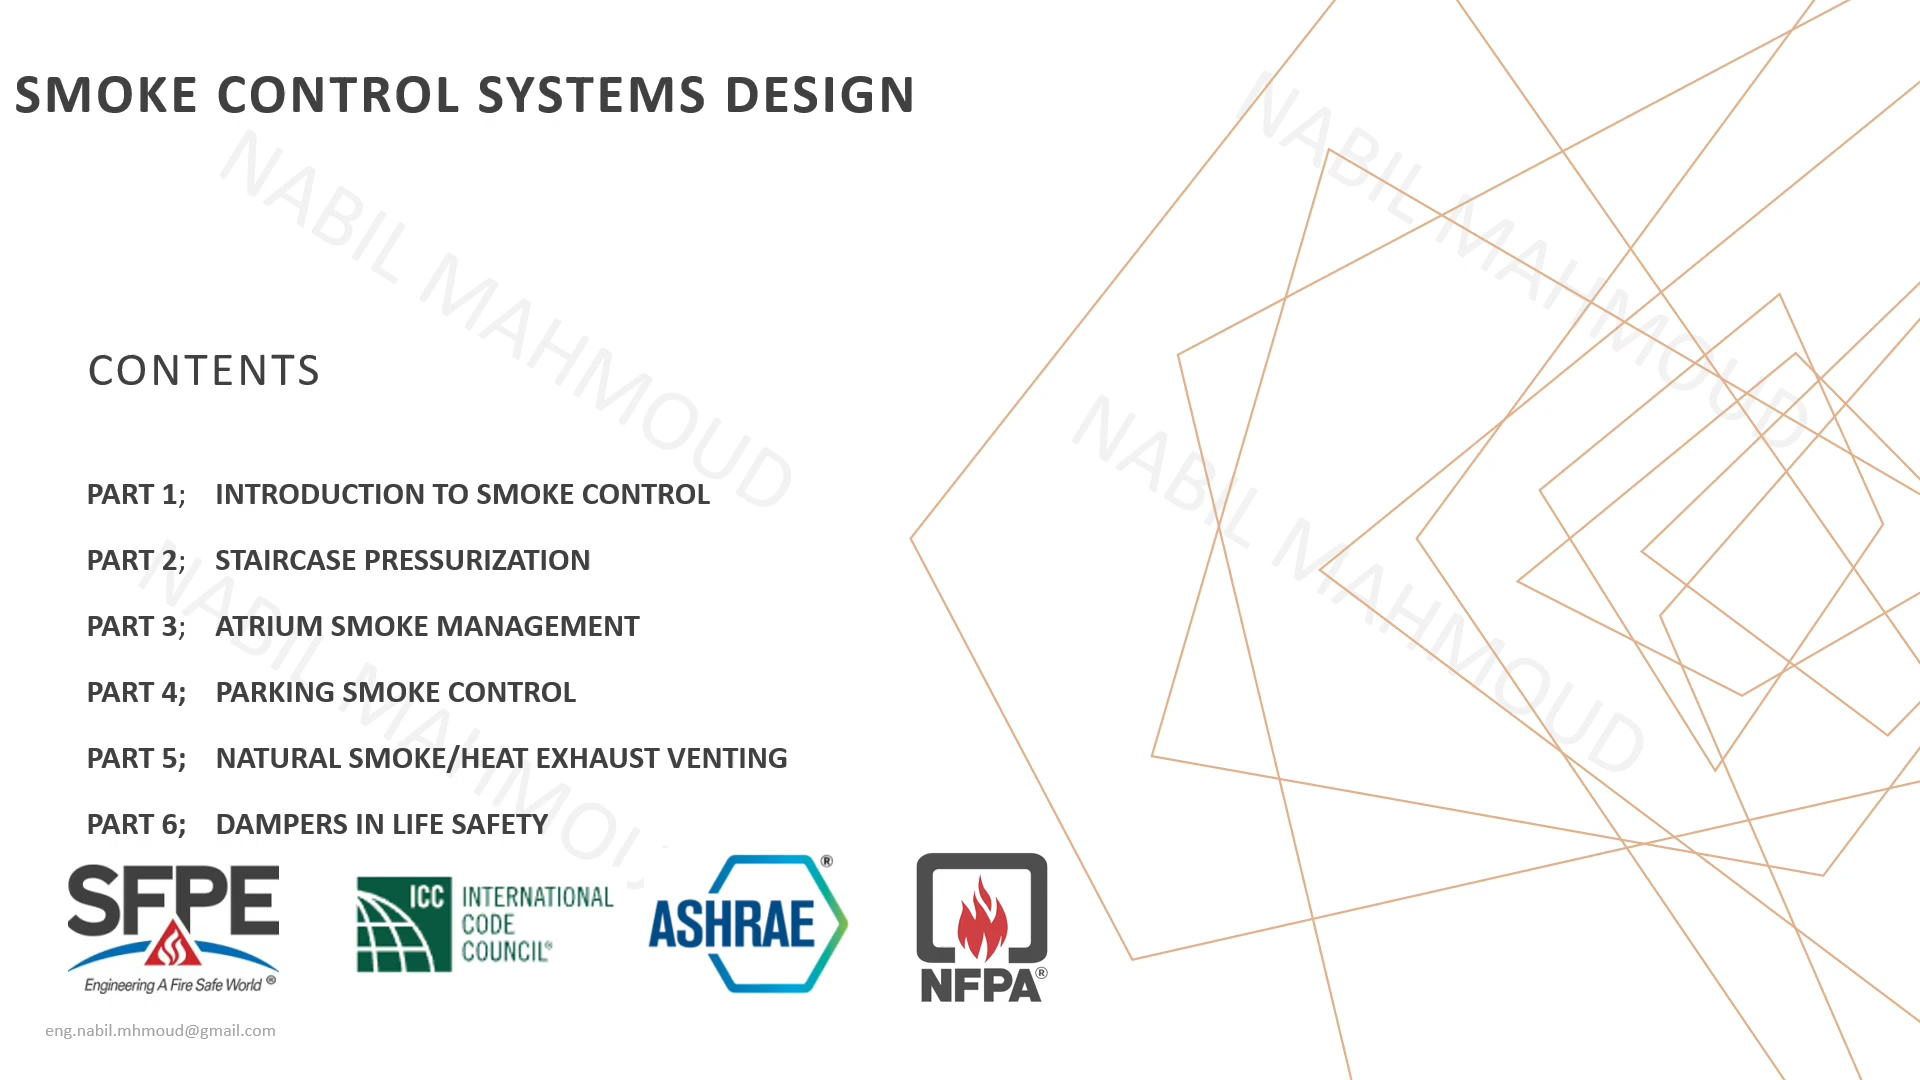 SMOKE CONTROL SYSTEMS DESIGN
NABIL MAHMOUD
NABIL MAHMOUD
CONTENTS
NABIL MAHMOUD
PART 1; INTRODUCTION TO SMOKE CONTROL
PART 2; STAIRCASE PRESSURIZATION
NABIL MAHMOUD
PART 3; ATRIUM SMOKE MANAGEMENT
PART 4; PARKING SMOKE CONTROL
PART 5; NATURAL SMOKE/HEAT EXHAUST VENTING
PART 6; DAMPERS IN LIFE SAFETY
SFPE
Engineering A Fire Safe World ®
ICC
INTERNATIONAL
CODE
COUNCIL®
ASHRAE ®
NFPA®
eng.nabil.mhmoud@gmail.com